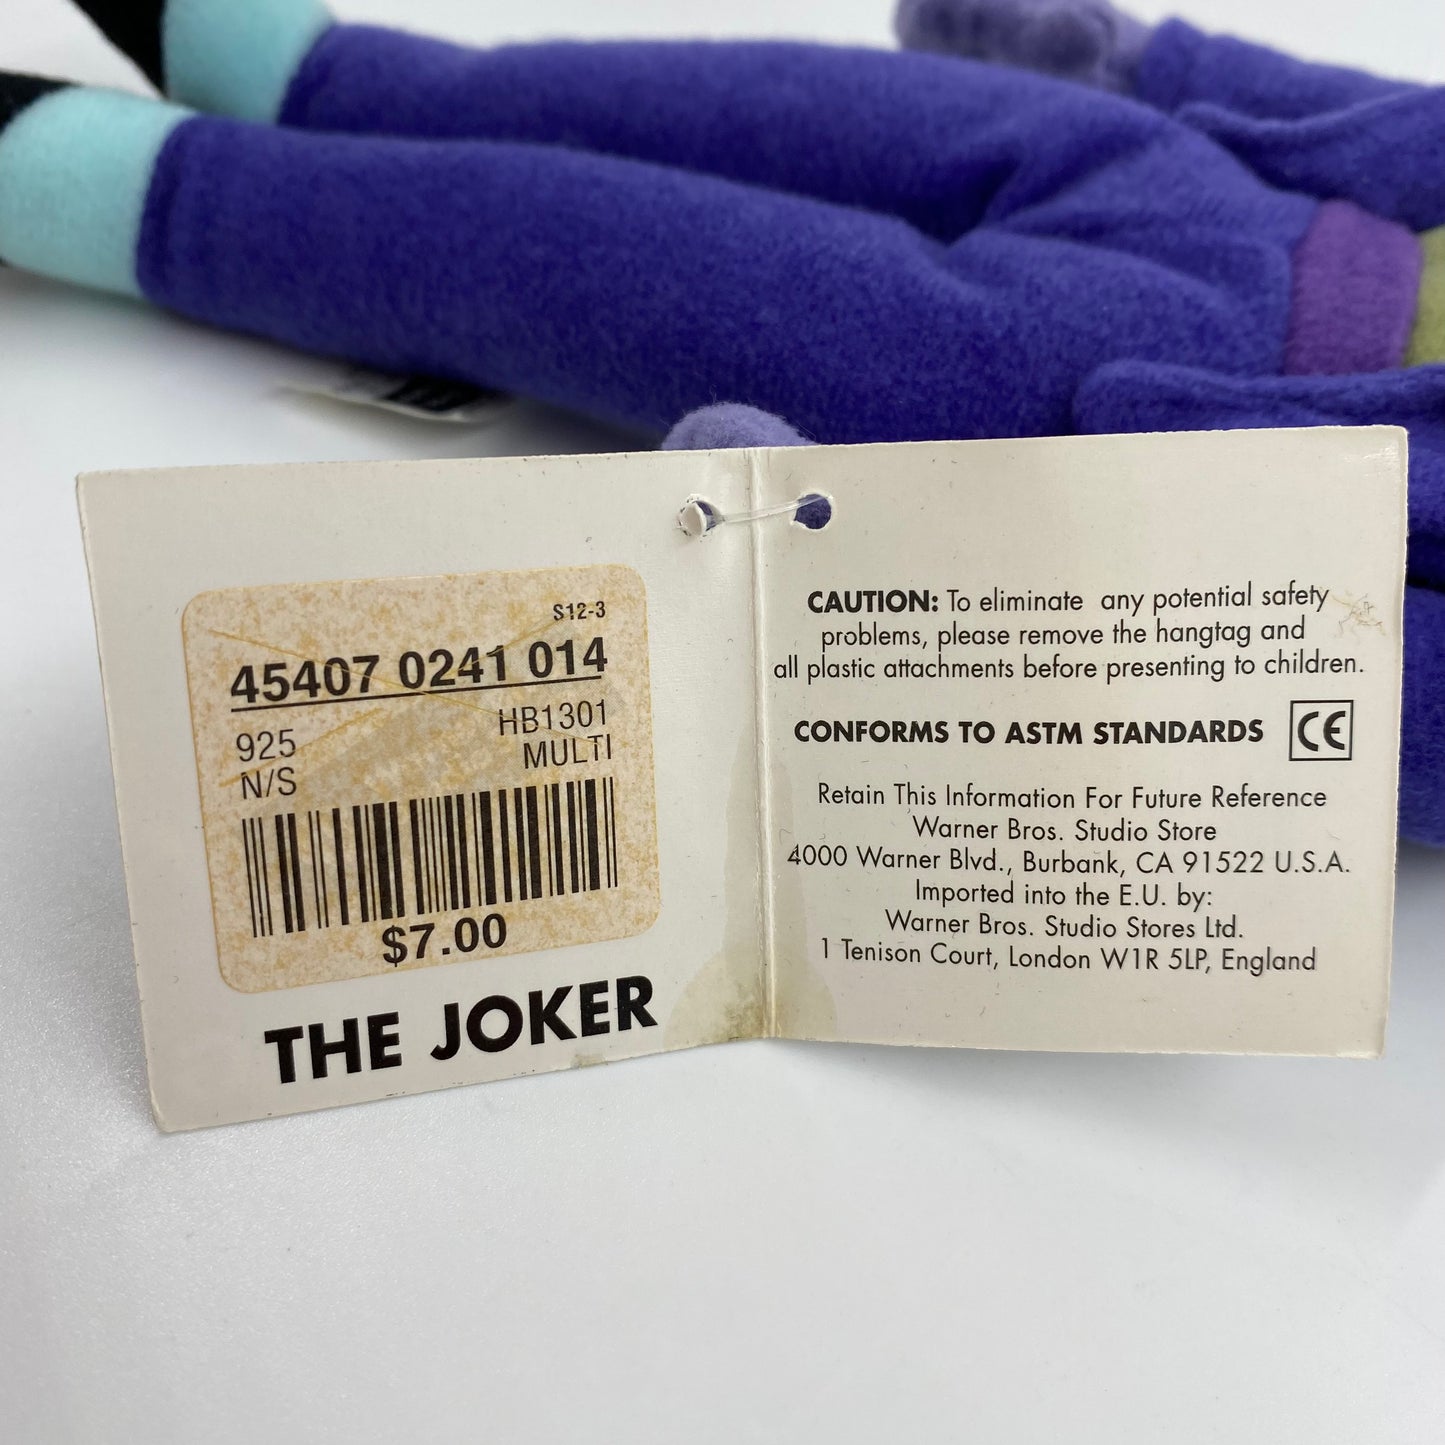 S12-3
45407 0241 014
925 HB1301
N/S MULTI
$7.00
THE JOKER
CAUTION: To eliminate any potential safety
problems, please remove the hangtag and
all plastic attachments before presenting to children.
CONFORMS TO ASTM STANDARDS CE
Retain This Information For Future Reference
Warner Bros. Studio Store
4000 Warner Blvd., Burbank, CA 91522 U.S.A.
Imported into the E.U. by:
Warner Bros. Studio Stores Ltd.
1 Tenison Court, London W1R 5LP, England